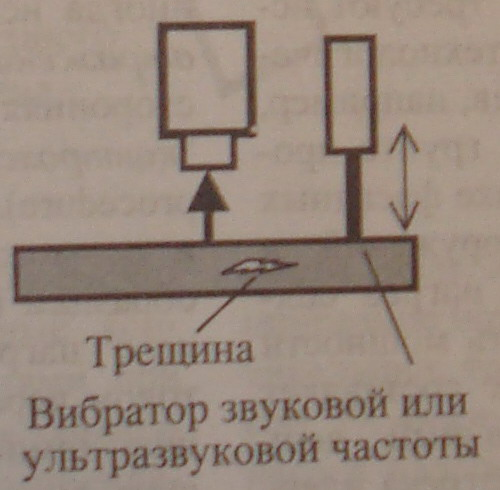 Трещина
Вибратор звуковой или
ультразвуковой частоты